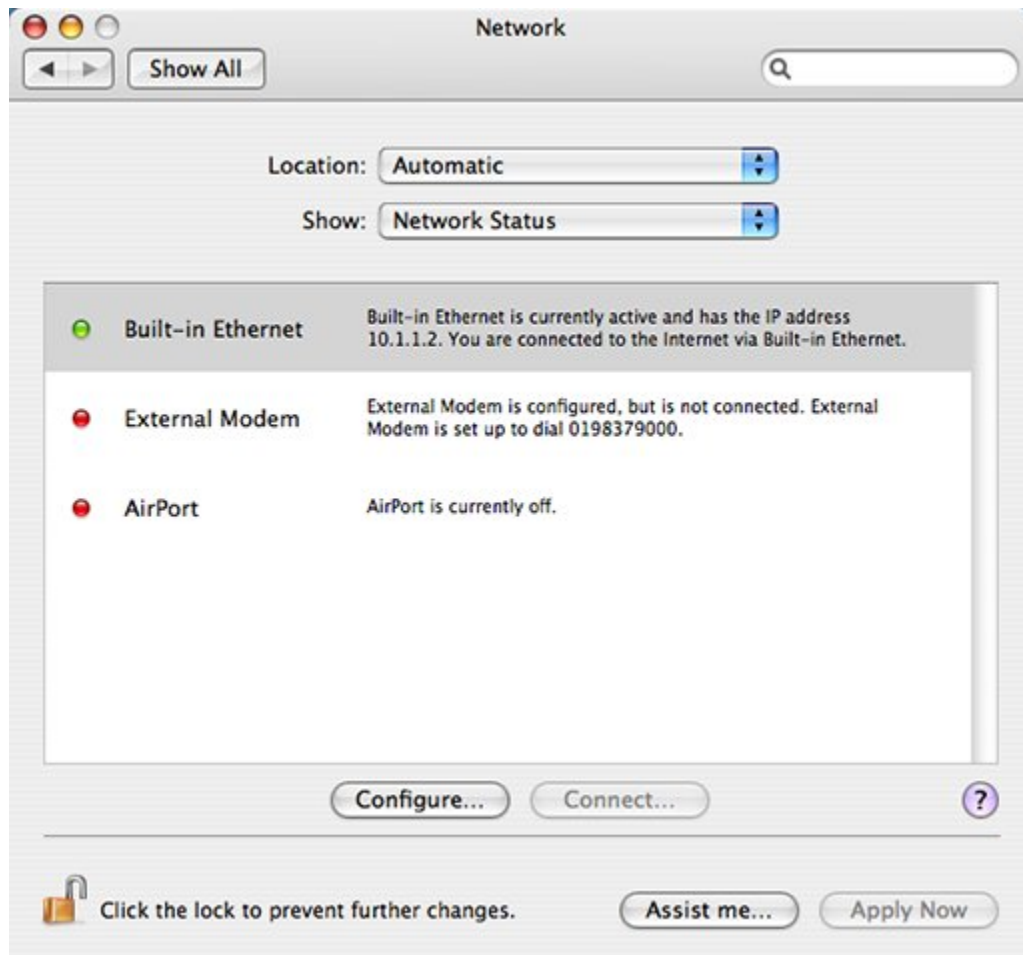 Network
Show All
Location: Automatic
Show: Network Status
Built-in Ethernet
Built-in Ethernet is currently active and has the IP address
10.1.1.2. You are connected to the Internet via Built-in Ethernet.
External Modem
External Modem is configured, but is not connected. External
Modem is set up to dial 0198379000.
AirPort
AirPort is currently off.
Configure...
Connect...
?
Click the lock to prevent further changes.
Assist me...
Apply Now